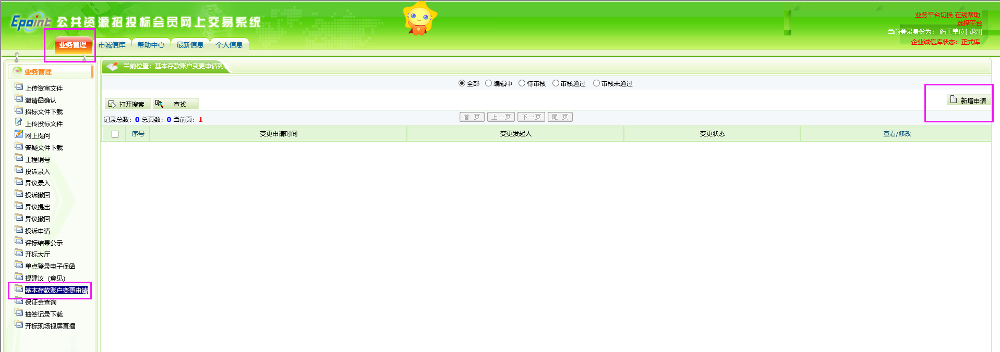 Epoint 公共资源招投标会员网上交易系统
业务平台切换 在线帮助
选择平台
当前登录身份为： 施工单位| 退出
企业诚信库状态：正式库
业务管理 市诚信库 帮助中心 最新信息 个人信息
业务管理
上传资审文件
邀请函确认
招标文件下载
上传投标文件
网上提问
答疑文件下载
工程销号
投诉录入
异议录入
投诉撤回
异议提出
异议撤回
投诉申请
评标结果公示
开标大厅
单点登录电子保函
提建议（意见）
基本存款账户变更申请
保证金查询
抽签记录下载
开标现场视屏直播
当前位置：基本存款账户变更申请列
全部 编辑中 待审核 审核通过 审核未通过
新增申请
打开搜索 查找
记录总数：0 总页数：0 当前页：1 首 页 上一页 下一页 尾 页
序号 变更申请时间 变更发起人 变更状态 查看/修改